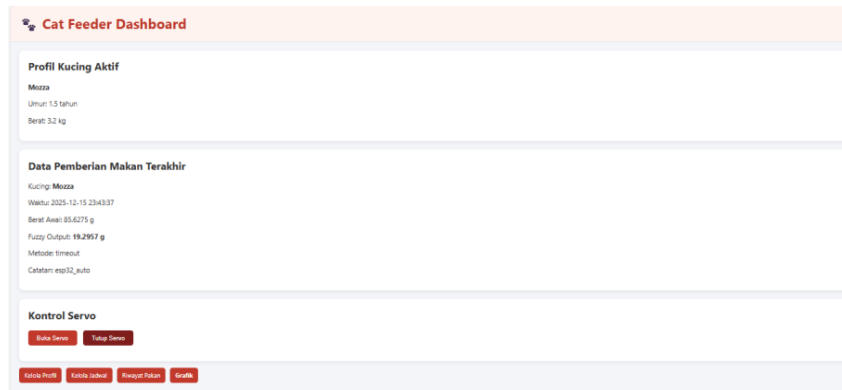 Cat Feeder Dashboard
Profil Kucing Aktif
Mozza
Umur: 1.5 tahun
Berat: 3.2 kg
Data Pemberian Makan Terakhir
Kucing: Mozza
Waktu: 2025-12-15 23:43:37
Berat Awal: 85.6275 g
Fuzzy Output: 19.2957 g
Metode: timeout
Catatan: esp32_auto
Kontrol Servo
Buka Servo Tutup Servo
Kelola Profil Kelola Jadwal Riwayat Pakan Grafik